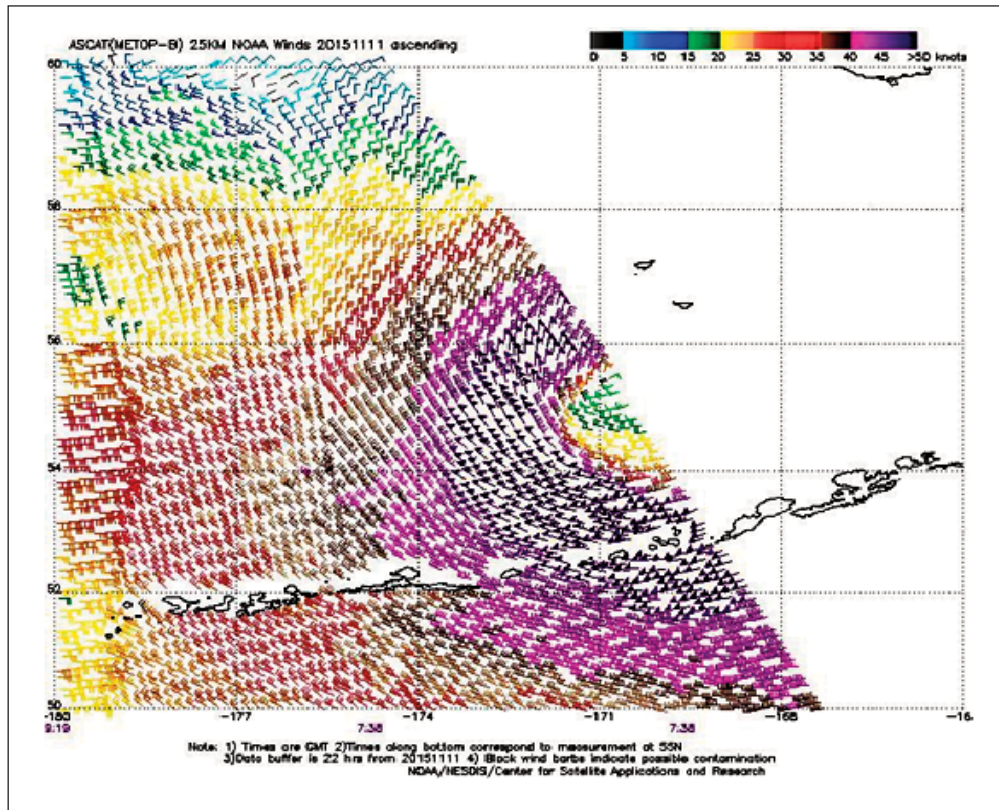 ASCAT(METOP-B) 25KM NOAA Winds 20151111 ascending
0 5 10 15 20 25 30 35 40 45 >50 knots
60
58
56
54
52
50
-180 -177 -174 -171 -168 -16
9:19 7:38 7:38
Note: 1) Times are GMT 2)Times along bottom correspond to measurement at 55N
3)Data buffer is 22 hrs from 20151111 4) Black wind barbs indicate possible contamination
NOAA/NESDIS/Center for Satellite Applications and Research